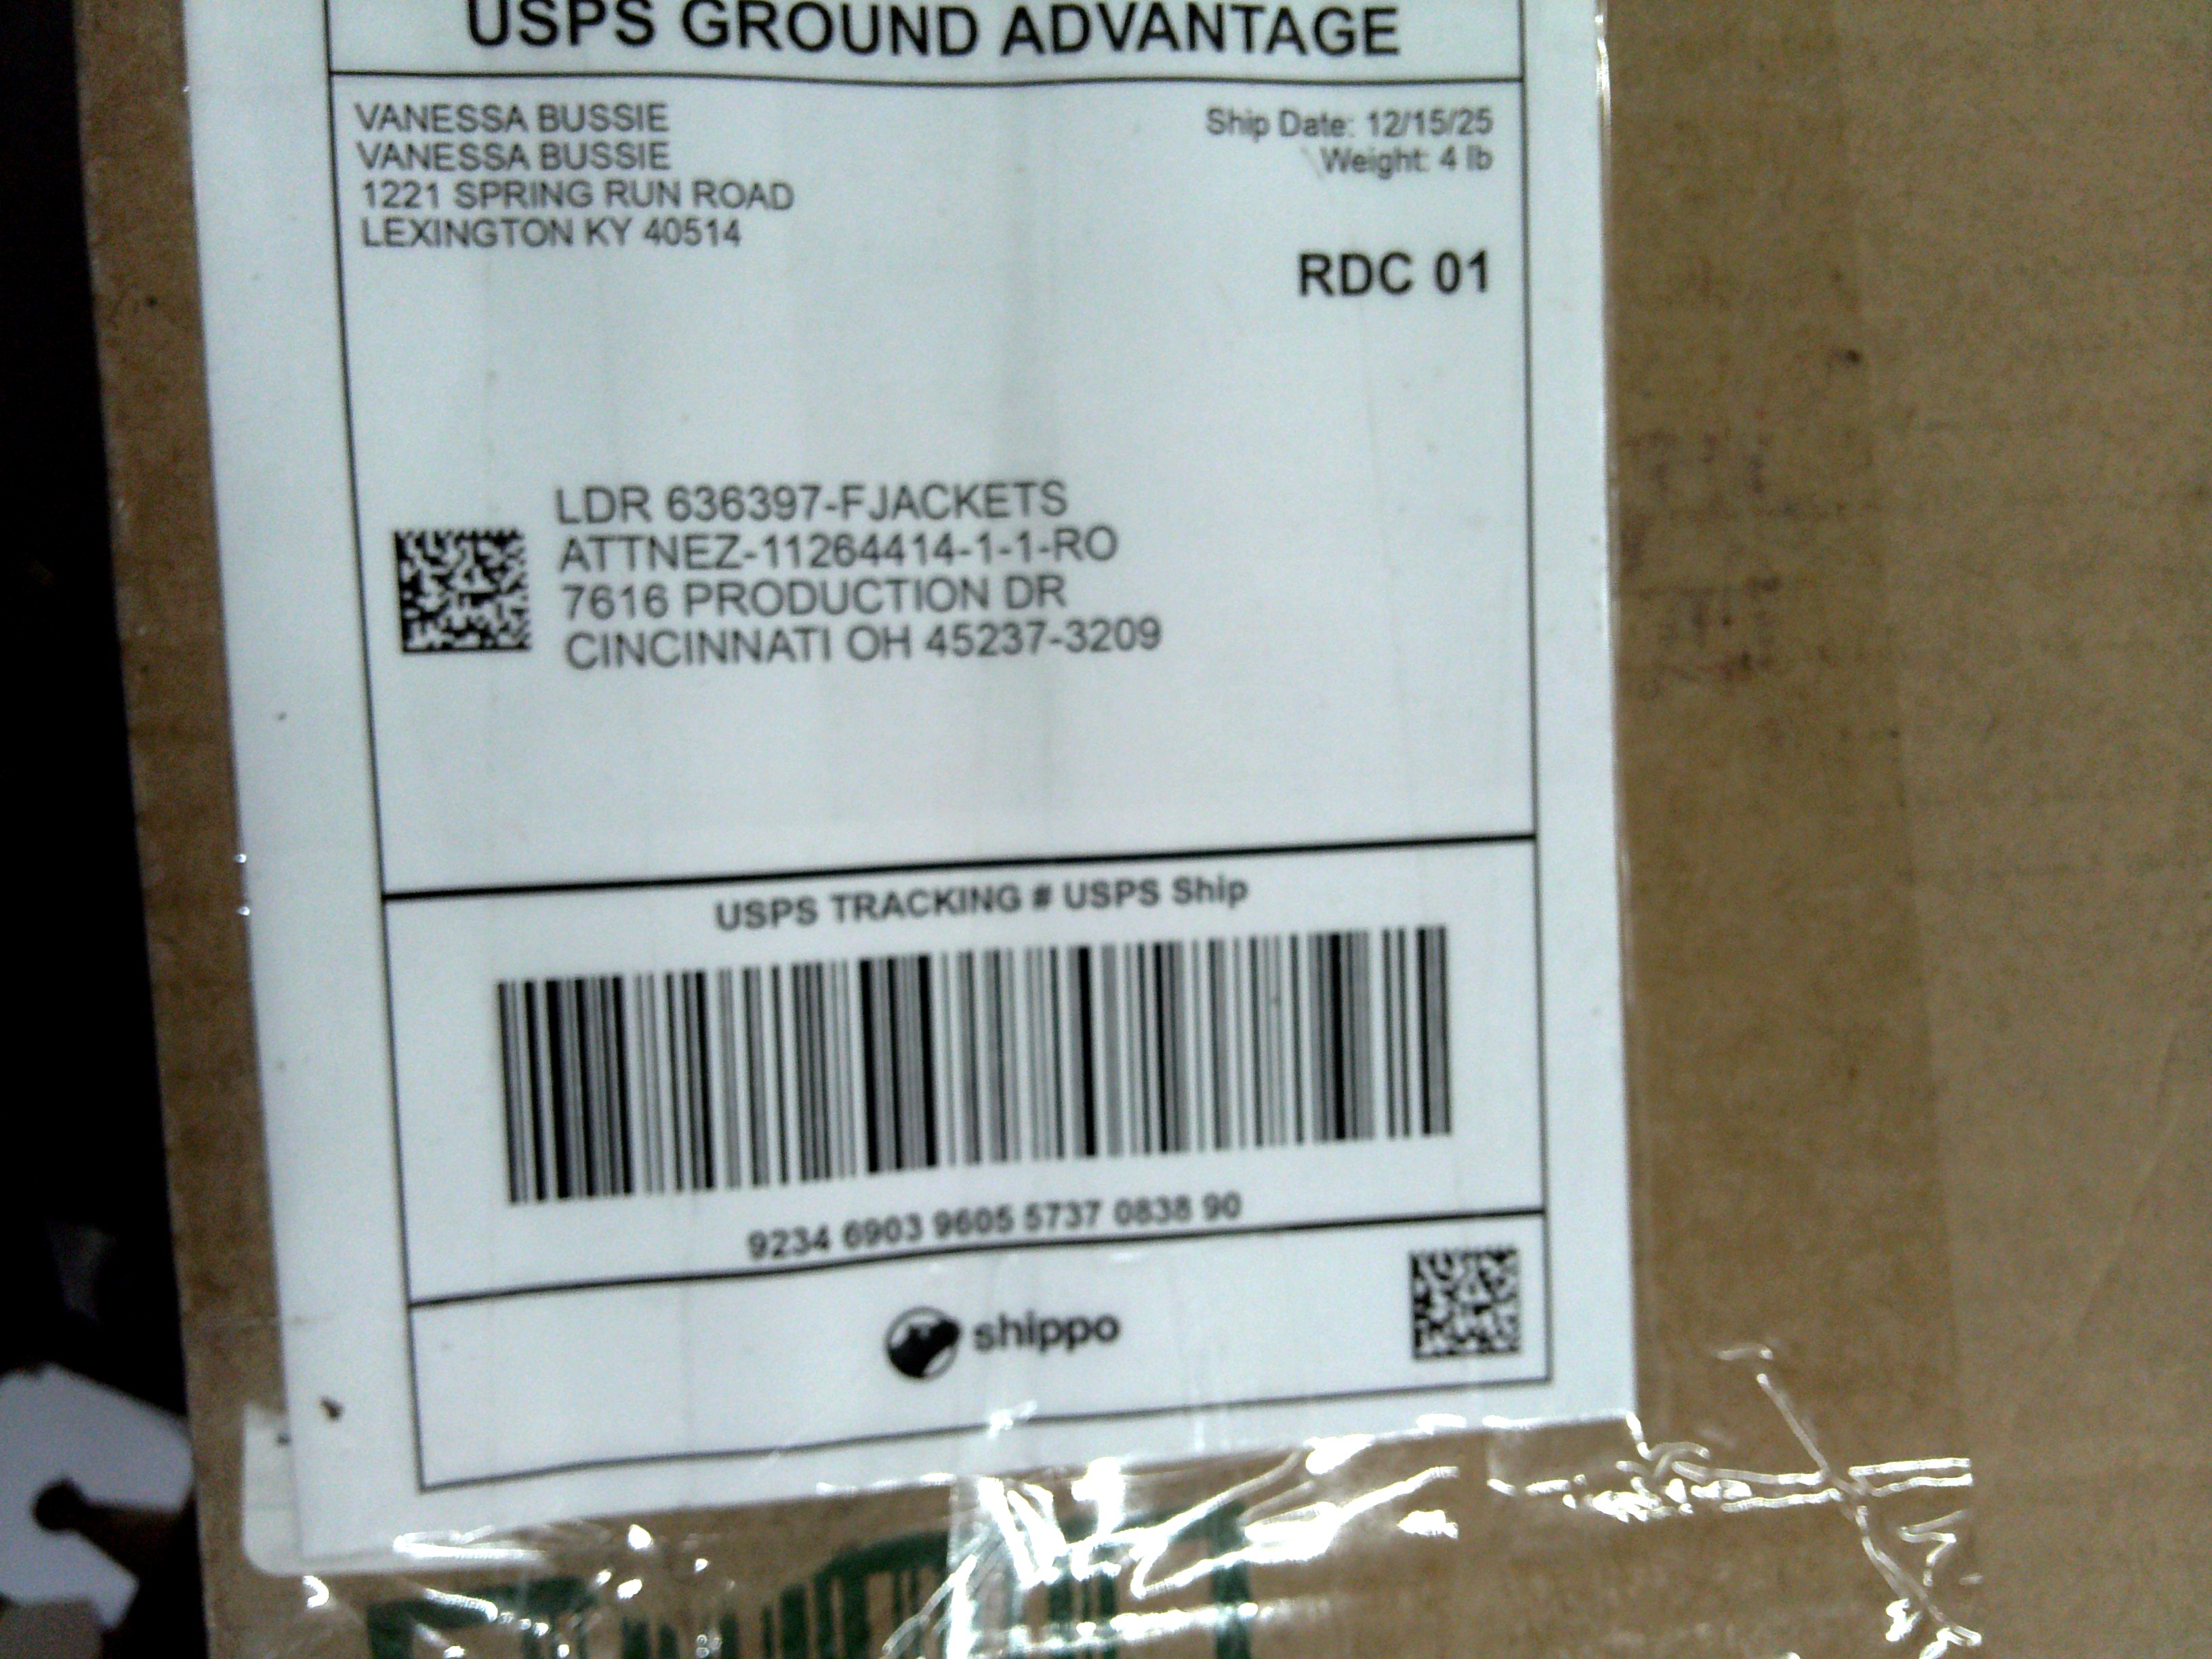 USPS GROUND ADVANTAGE
VANESSA BUSSIE
VANESSA BUSSIE
1221 SPRING RUN ROAD
LEXINGTON KY 40514
Ship Date: 12/15/25
Weight: 4 lb
RDC 01
LDR 636397-FJACKETS
ATTNEZ-11264414-1-1-RO
7616 PRODUCTION DR
CINCINNATI OH 45237-3209
USPS TRACKING # USPS Ship
9234 6903 9605 5737 0838 90
shippo